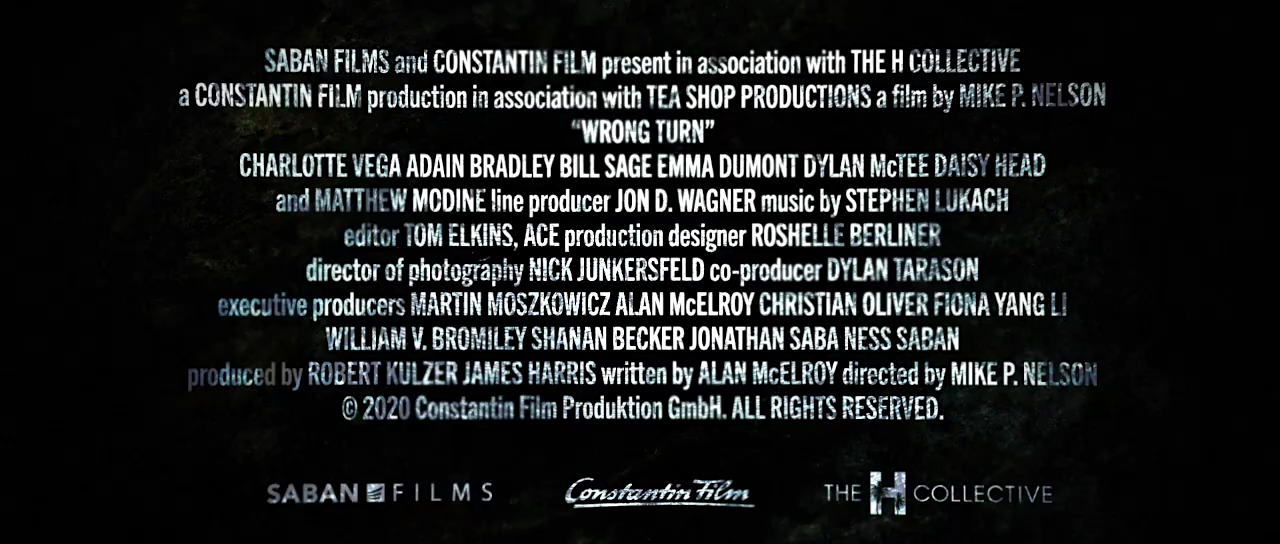 SABAN FILMS and CONSTANTIN FILM present in association with THE H COLLECTIVE
a CONSTANTIN FILM production in association with TEA SHOP PRODUCTIONS a film by MIKE P. NELSON
“WRONG TURN”
CHARLOTTE VEGA ADAIN BRADLEY BILL SAGE EMMA DUMONT DYLAN McTEE DAISY HEAD
and MATTHEW MODINE line producer JON D. WAGNER music by STEPHEN LUKACH
editor TOM ELKINS, ACE production designer ROSHELLE BERLINER
director of photography NICK JUNKERSFELD co-producer DYLAN TARASON
executive producers MARTIN MOSZKOWICZ ALAN McELROY CHRISTIAN OLIVER FIONA YANG LI
WILLIAM V. BROMILEY SHANAN BECKER JONATHAN SABA NESS SABAN
produced by ROBERT KULZER JAMES HARRIS written by ALAN McELROY directed by MIKE P. NELSON
© 2020 Constantin Film Produktion GmbH. ALL RIGHTS RESERVED.
SABAN FILMS Constantin Film THE H COLLECTIVE